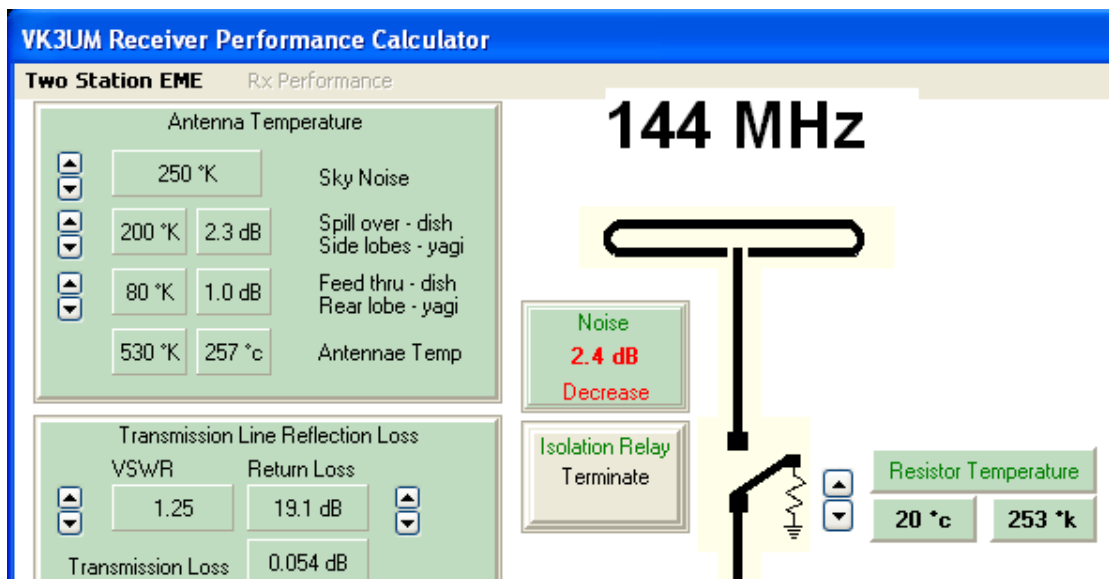 VK3UM Receiver Performance Calculator
Two Station EME Rx Performance
144 MHz
Antenna Temperature
250 °K Sky Noise
200 °K 2.3 dB Spill over - dish
Side lobes - yagi
80 °K 1.0 dB Feed thru - dish
Rear lobe - yagi
530 °K 257 °c Antennae Temp
Noise
2.4 dB
Decrease
Transmission Line Reflection Loss
VSWR Return Loss
1.25 19.1 dB
Transmission Loss 0.054 dB
Isolation Relay
Terminate
Resistor Temperature
20 °c 253 °k